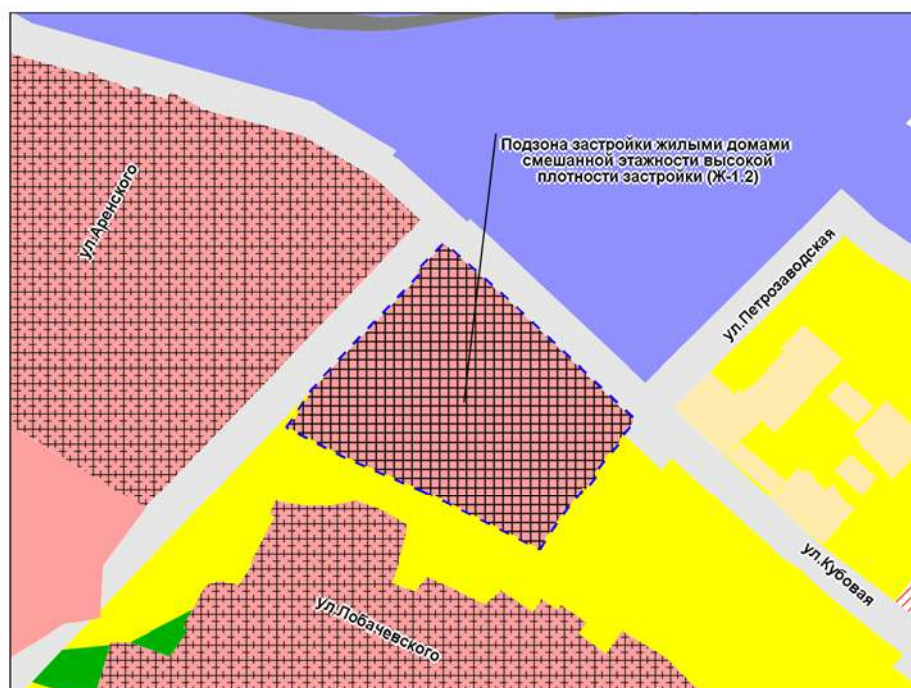 Подзона застройки жилыми домами
смешанной этажности высокой
плотности застройки (Ж-1.2)
ул.Аренского
ул.Петрозаводская
ул.Кубовая
ул.Лобачевского